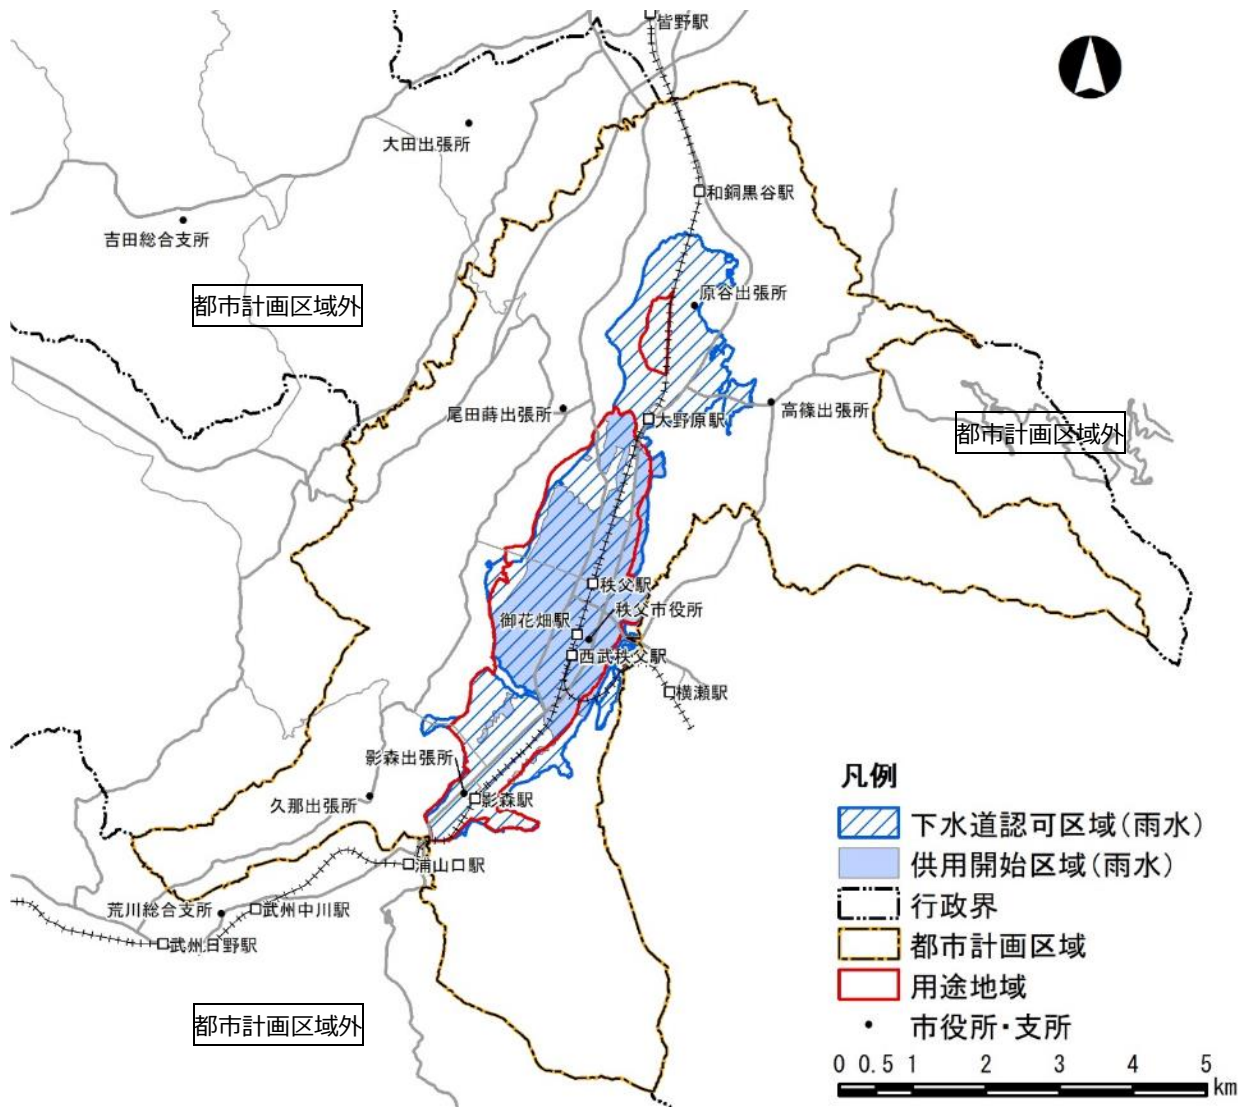 皆野駅
大田出張所
和銅黒谷駅
吉田総合支所
都市計画区域外
原谷出張所
尾田蒔出張所
大野原駅
高篠出張所
都市計画区域外
秩父駅
秩父市役所
御花畑駅
西武秩父駅
横瀬駅
影森出張所
久那出張所
影森駅
浦山口駅
荒川総合支所
武州中川駅
武州日野駅
都市計画区域外
凡例
下水道認可区域(雨水)
供用開始区域(雨水)
行政界
都市計画区域
用途地域
市役所・支所
0 0.5 1 2 3 4 5
km